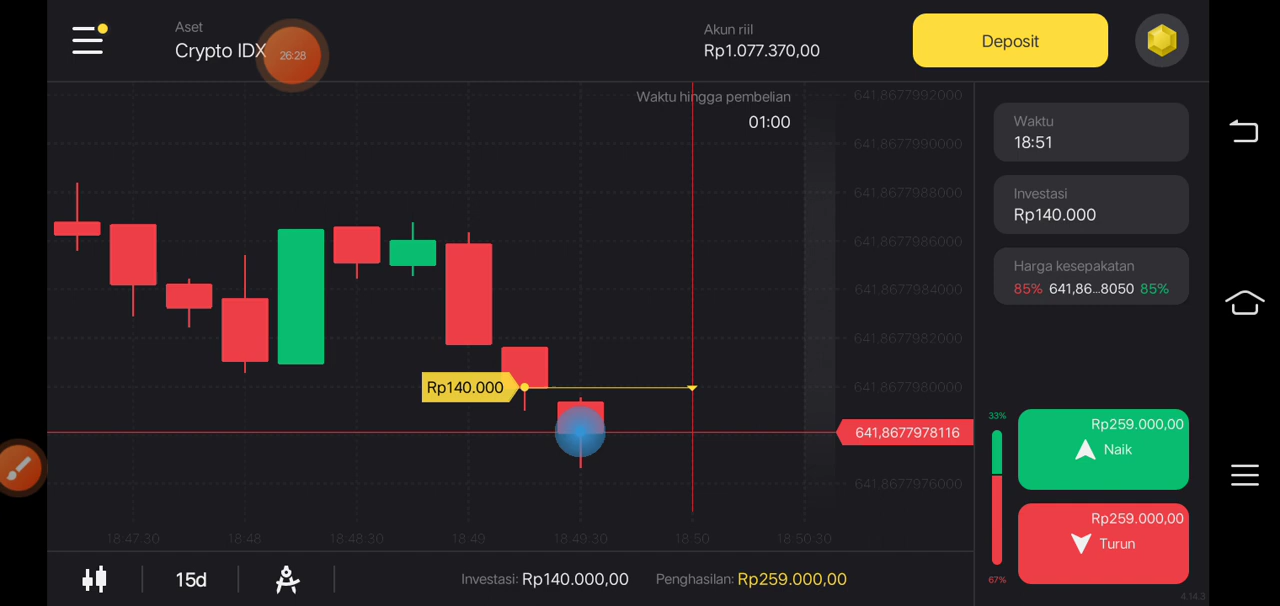 Aset
Crypto IDX
26:28
Akun riil
Rp1.077.370,00
Deposit
Waktu hingga pembelian
01:00
641,8677992000
641,8677990000
641,8677988000
641,8677986000
641,8677984000
641,8677982000
641,8677980000
641,8677978116
641,8677976000
Rp140.000
18:47:30
18:48
18:48:30
18:49
18:49:30
18:50
18:50:30
Waktu
18:51
Investasi
Rp140.000
Harga kesepakatan
85% 641,86...8050 85%
33%
Rp259.000,00
Naik
Rp259.000,00
Turun
67%
15d
Investasi: Rp140.000,00 Penghasilan: Rp259.000,00
4.14.3